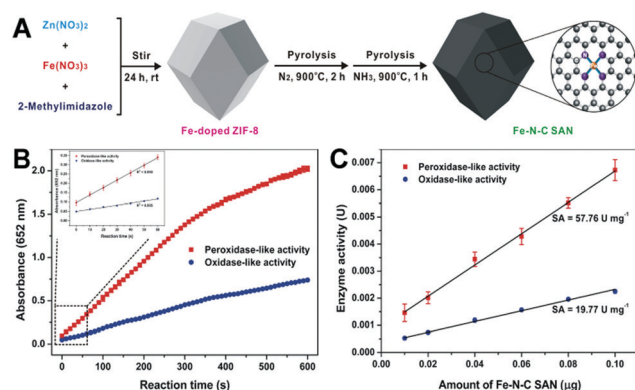 A
Zn(NO3)2
+
Fe(NO3)3
+
2-Methylimidazole
Stir
24 h, rt
Fe-doped ZIF-8
Pyrolysis
N2, 900°C, 2 h
Pyrolysis
NH3, 900°C, 1 h
Fe-N-C SAN
B
Absorbance (652 nm)
2.0
1.5
1.0
0.5
0.0
0 100 200 300 400 500 600
Reaction time (s)
Peroxidase-like activity
Oxidase-like activity
Peroxidase-like activity
Oxidase-like activity
Absorbance (652 nm)
Reaction time (s)
C
Enzyme activity (U)
0.007
0.006
0.005
0.004
0.003
0.002
0.001
0.000
0.00 0.02 0.04 0.06 0.08 0.10
Amount of Fe-N-C SAN (μg)
Peroxidase-like activity
Oxidase-like activity
SA = 57.76 U mg-1
SA = 19.77 U mg-1